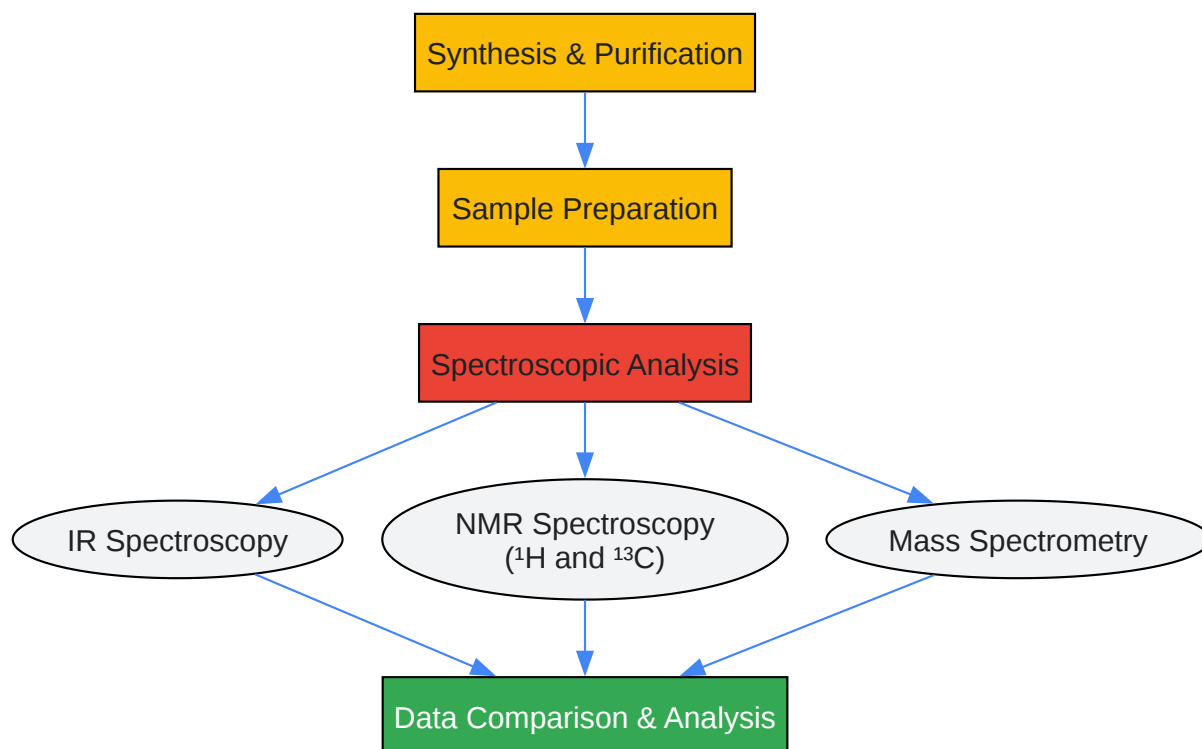 Synthesis & Purification
Sample Preparation
Spectroscopic Analysis
IR Spectroscopy
NMR Spectroscopy
(¹H and ¹³C)
Mass Spectrometry
Data Comparison & Analysis